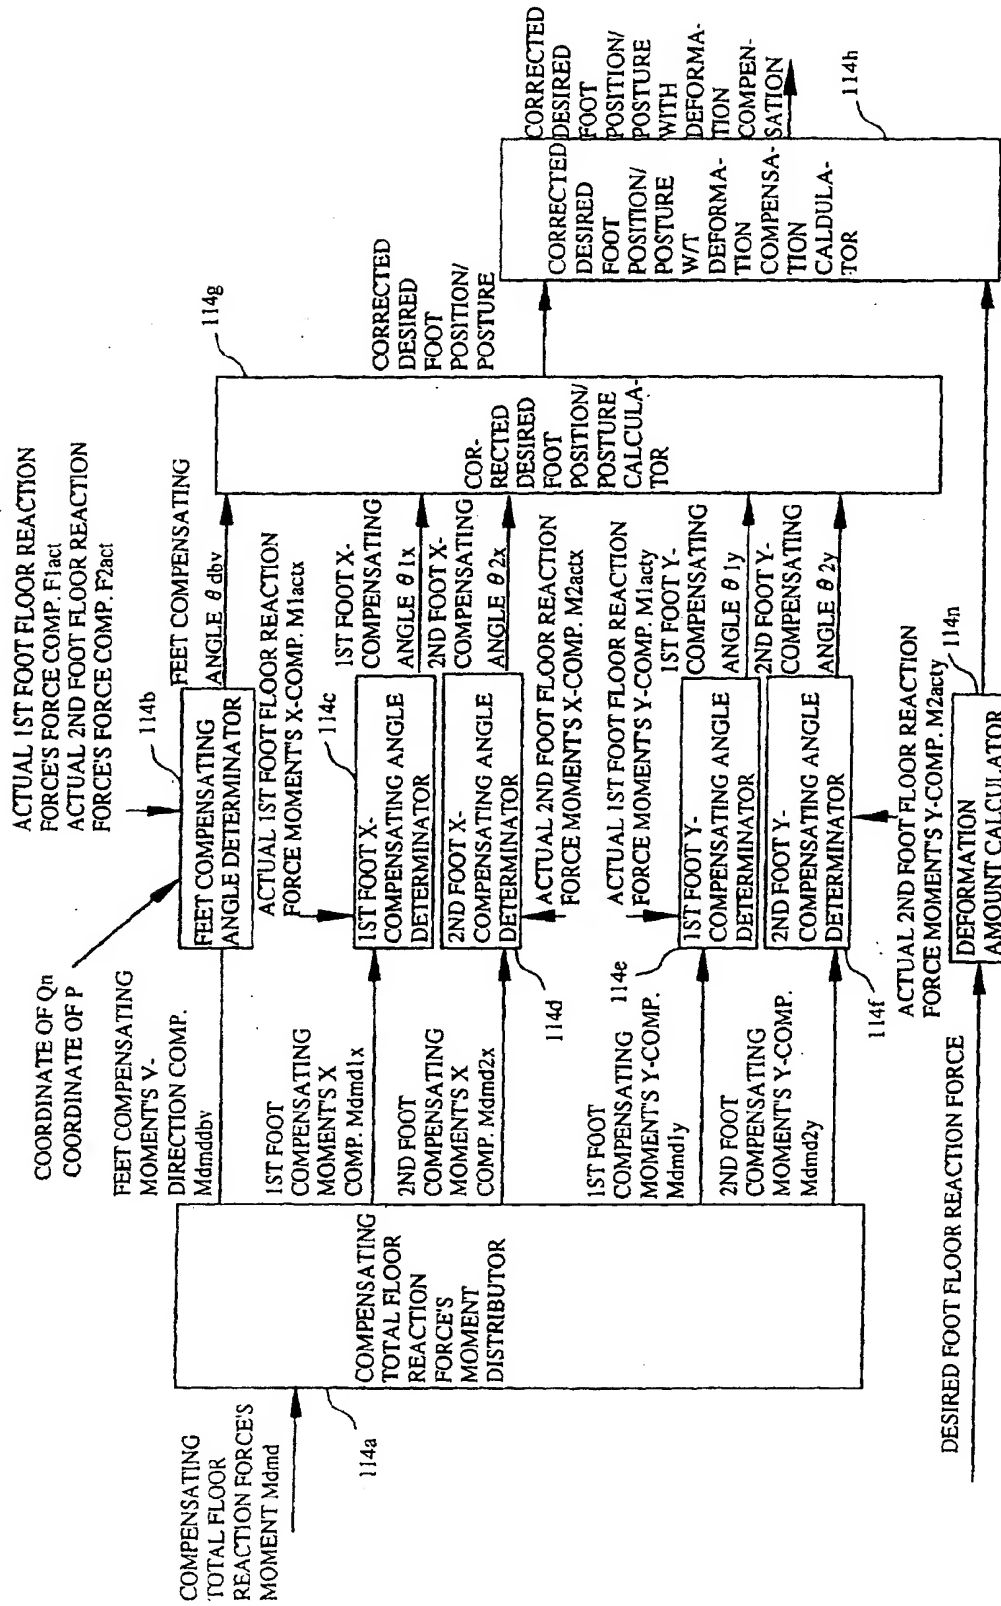 COMPENSATING
TOTAL FLOOR
REACTION FORCE'S
MOMENT Mdmd
114a
COMPENSATING
TOTAL FLOOR
REACTION
FORCE'S
MOMENT
DISTRIBUTOR
COORDINATE OF Qn
COORDINATE OF P
FEET COMPENSATING
MOMENT'S V-
DIRECTION COMP.
Mdmddbv
1ST FOOT
COMPENSATING
MOMENT'S X
COMP. Mdmd1x
2ND FOOT
COMPENSATING
MOMENT'S X
COMP. Mdmd2x
1ST FOOT
COMPENSATING
MOMENT'S Y-COMP.
Mdmd1y
2ND FOOT
COMPENSATING
MOMENT'S Y-COMP.
Mdmd2y
DESIRED FOOT FLOOR REACTION FORCE
ACTUAL 1ST FOOT FLOOR REACTION
FORCE'S FORCE COMP. F1act
ACTUAL 2ND FOOT FLOOR REACTION
FORCE'S FORCE COMP. F2act
114b
FEET COMPENSATING
ANGLE DETERMINATOR
ACTUAL 1ST FOOT FLOOR REACTION
FORCE MOMENT'S X-COMP. M1actx
114c
1ST FOOT X-
COMPENSATING ANGLE
DETERMINATOR
2ND FOOT X-
COMPENSATING ANGLE
DETERMINATOR
114d
ACTUAL 2ND FOOT FLOOR REACTION
FORCE MOMENT'S X-COMP. M2actx
ACTUAL 1ST FOOT FLOOR REACTION
FORCE MOMENT'S Y-COMP. M1acty
114e
1ST FOOT Y-
COMPENSATING ANGLE
DETERMINATOR
2ND FOOT Y-
COMPENSATING ANGLE
DETERMINATOR
114f
ACTUAL 2ND FOOT FLOOR REACTION
FORCE MOMENT'S Y-COMP. M2acty
114n
DEFORMATION
AMOUNT CALCULATOR
FEET COMPENSATING
ANGLE θdbv
1ST FOOT X-
COMPENSATING
ANGLE θ1x
2ND FOOT X-
COMPENSATING
ANGLE θ2x
1ST FOOT Y-
COMPENSATING
ANGLE θ1y
2ND FOOT Y-
COMPENSATING
ANGLE θ2y
114g
COR-
RECTED
DESIRED
FOOT
POSITION/
POSTURE
CALCULA-
TOR
CORRECTED
DESIRED
FOOT
POSITION/
POSTURE
CORRECTED
DESIRED
FOOT
POSITION/
POSTURE
W/T
DEFORMA-
TION
COMPENSA-
TION
CALDULA-
TOR
114h
CORRECTED
DESIRED
FOOT
POSITION/
POSTURE
WITH
DEFORMA-
TION
COMPEN-
SATION